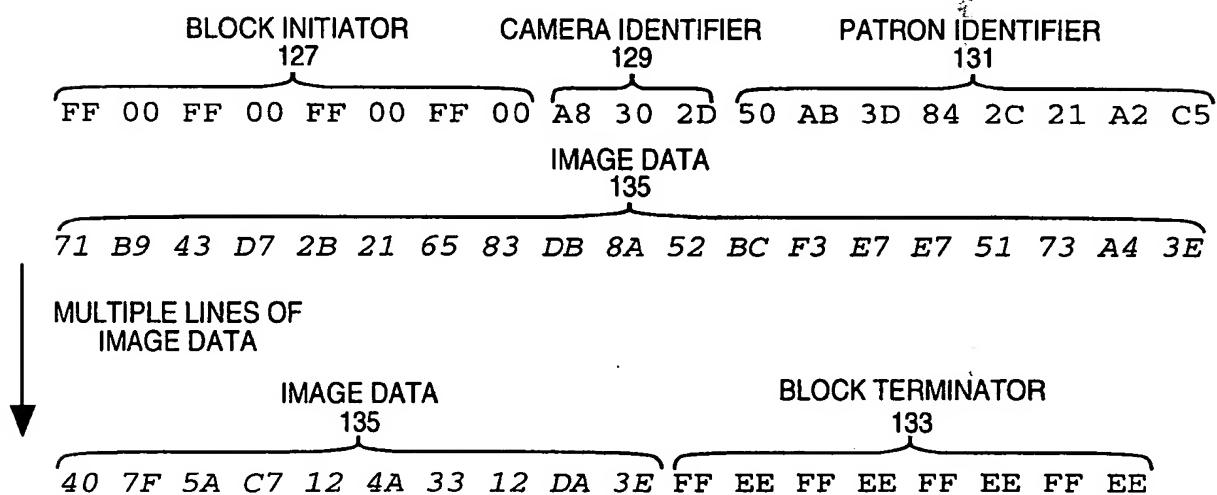 BLOCK INITIATOR CAMERA IDENTIFIER PATRON IDENTIFIER
127 129 131
FF 00 FF 00 FF 00 FF 00 A8 30 2D 50 AB 3D 84 2C 21 A2 C5
IMAGE DATA
135
71 B9 43 D7 2B 21 65 83 DB 8A 52 BC F3 E7 E7 51 73 A4 3E
MULTIPLE LINES OF
IMAGE DATA
IMAGE DATA BLOCK TERMINATOR
135 133
40 7F 5A C7 12 4A 33 12 DA 3E FF EE FF EE FF EE FF EE